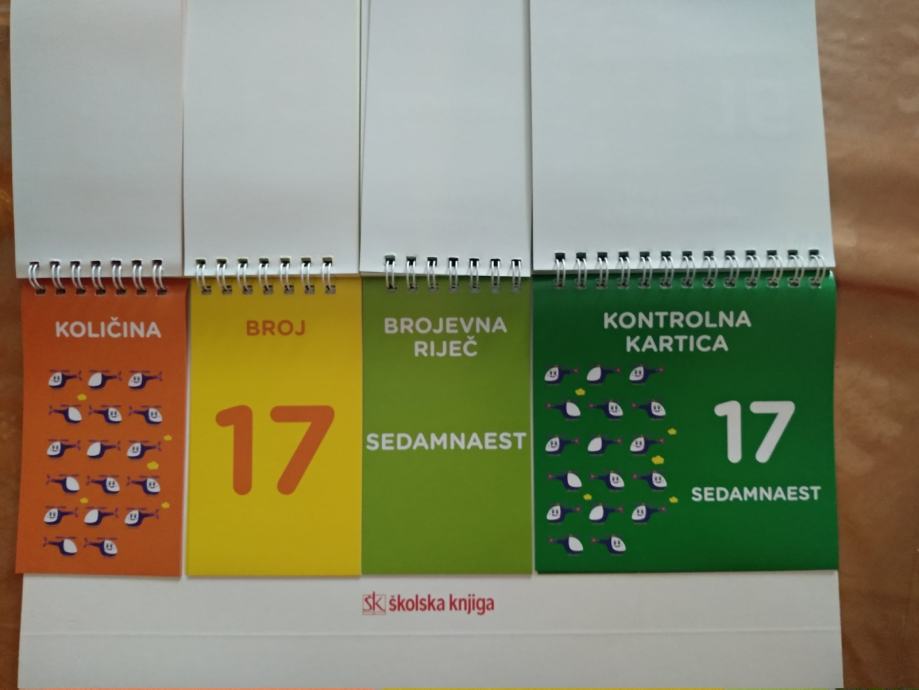 KOLIČINA
BROJ
17
BROJEVNA
RIJEČ
SEDAMNAEST
KONTROLNA
KARTICA
17
SEDAMNAEST
ŠK školska knjiga